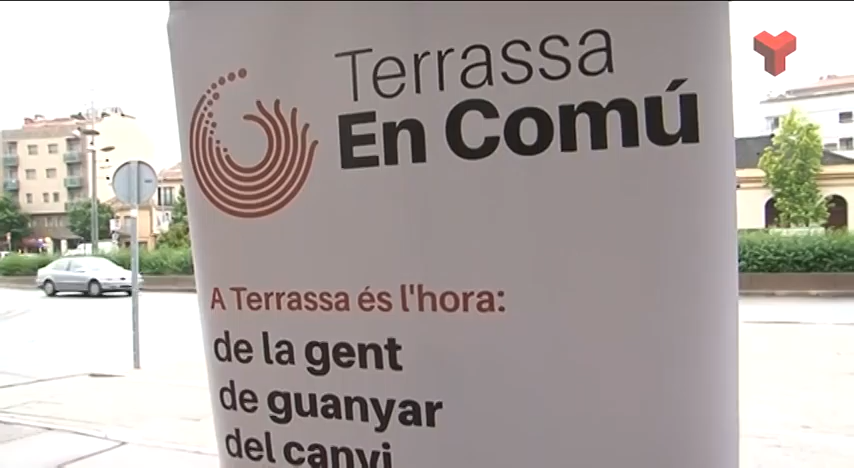 Terrassa
En Comú
A Terrassa és l'hora:
de la gent
de guanyar
del canvi